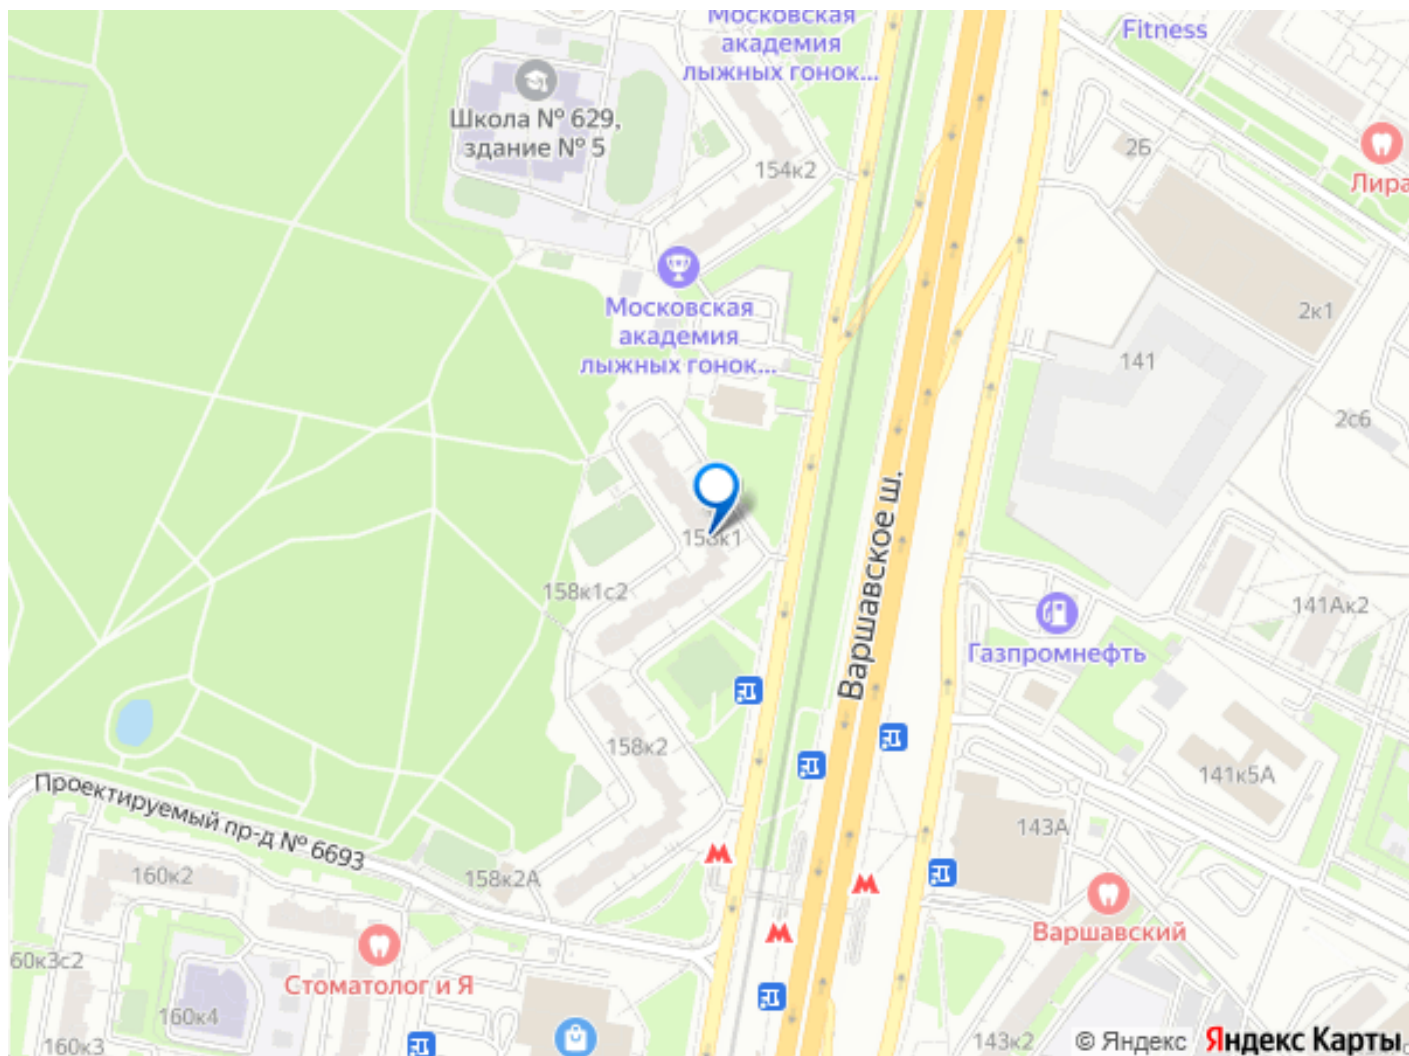 Московская
академия
лыжных гонок...
Fitness
Школа № 629,
здание № 5
2Б
154к2
Лира
Московская
академия
лыжных гонок...
2к1
141
2с6
158к1
Варшавское ш.
158к1с2
141Ак2
Газпромнефть
158к2
141к5А
Проектируемый пр-д № 6693
143А
160к2
158к2А
Варшавский
60к3с2
Стоматолог и Я
160к4
160к3
143к2
© Яндекс
Яндекс Карты